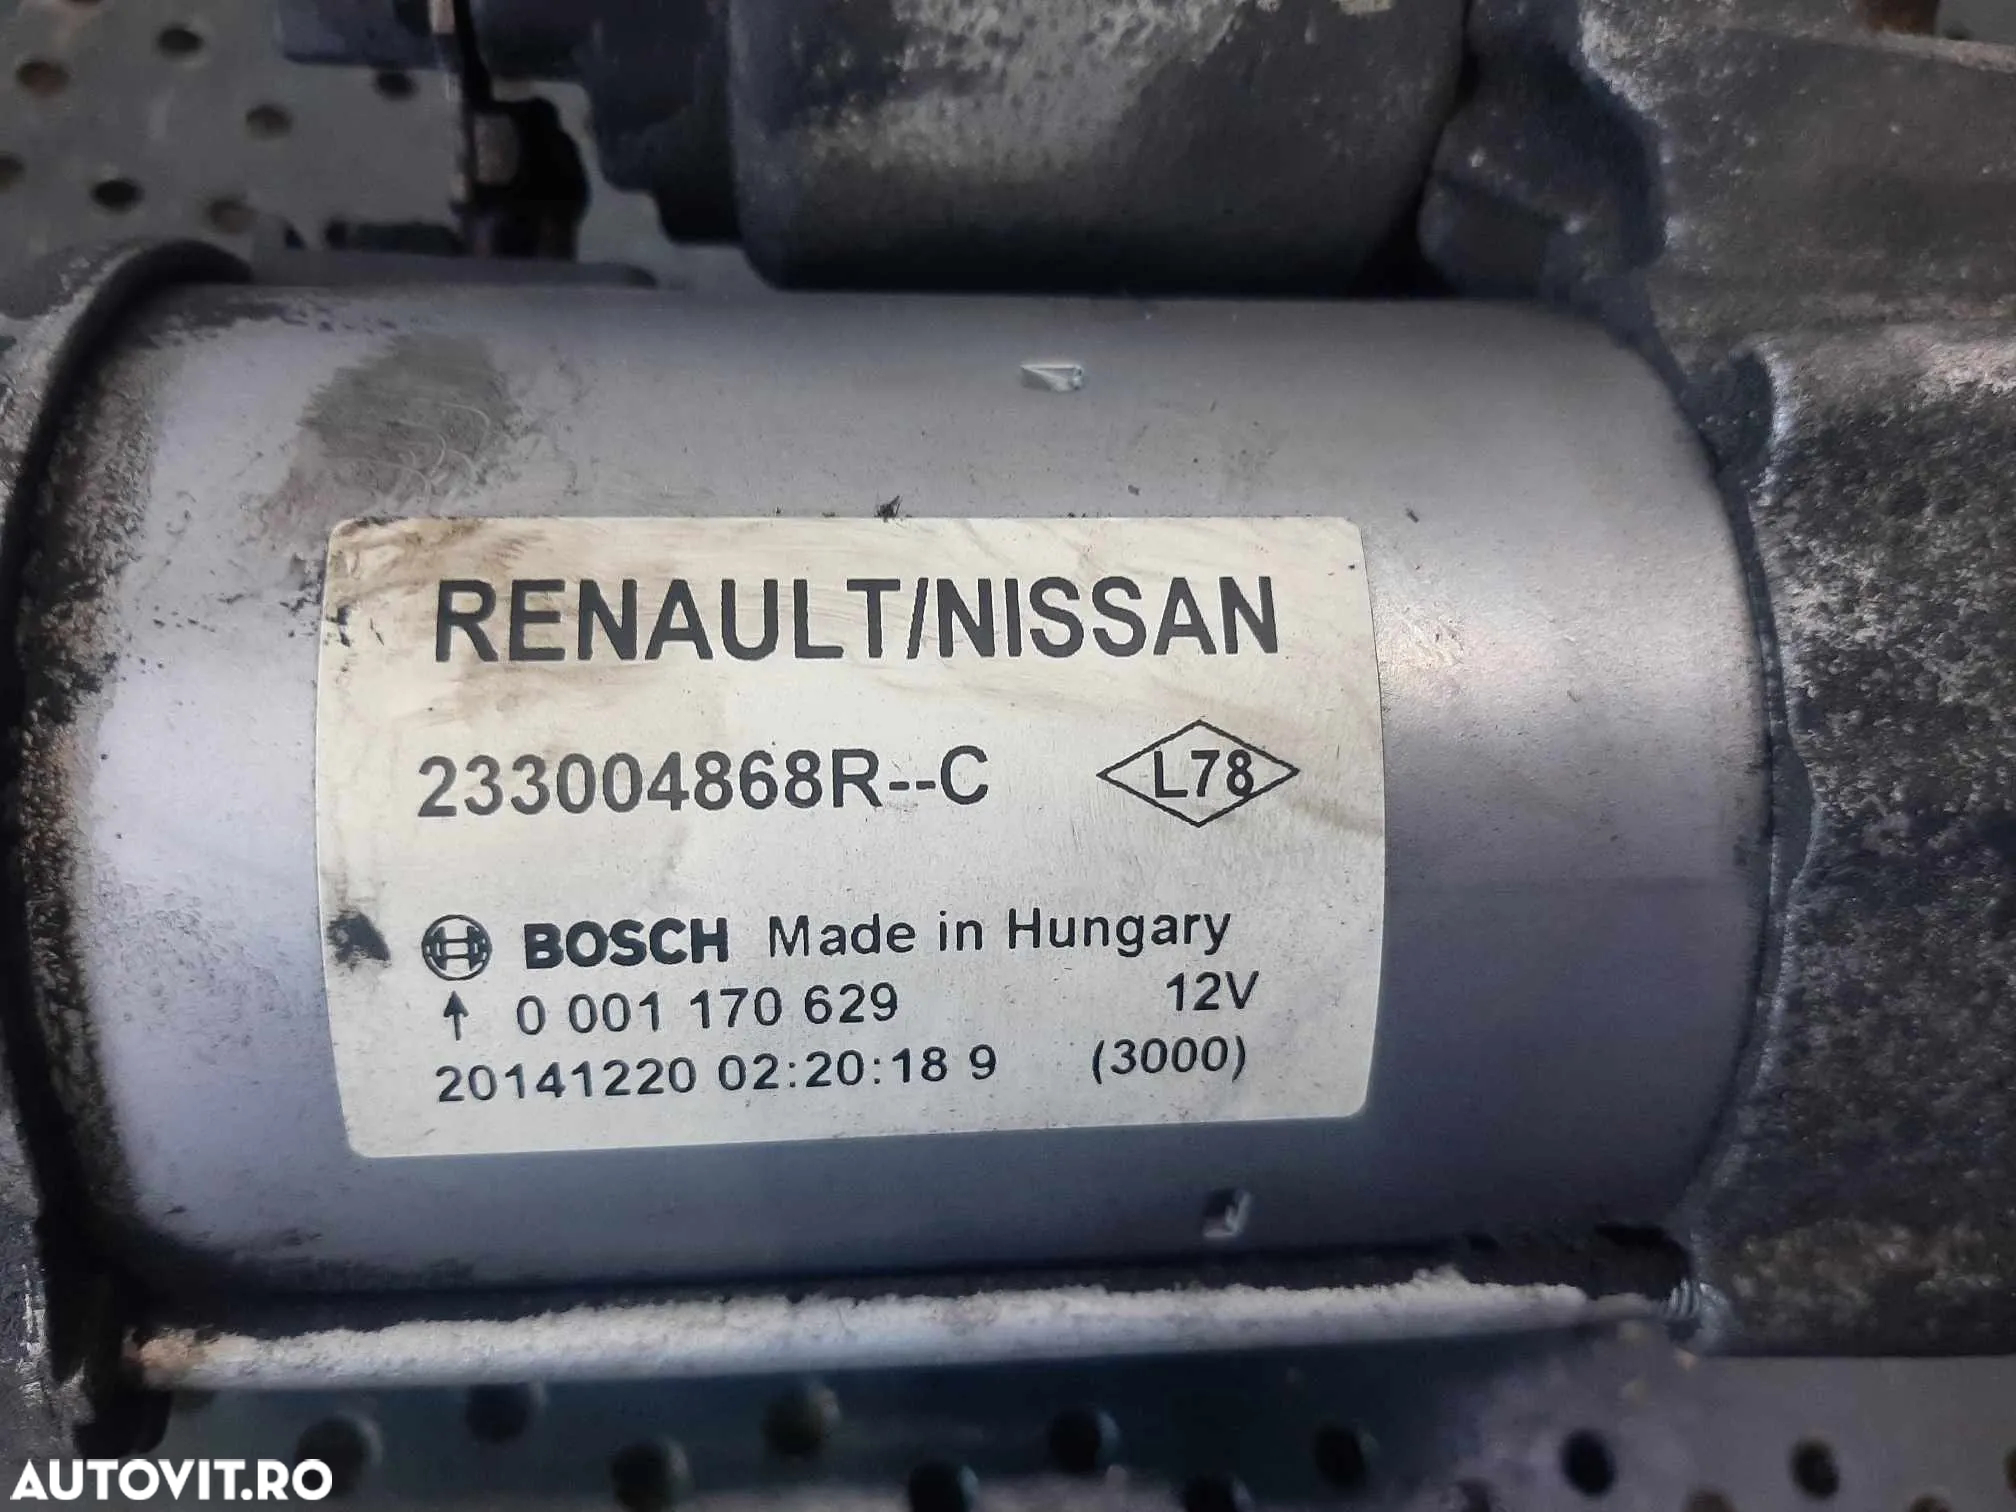 RENAULT/NISSAN
233004868R--C L78
BOSCH Made in Hungary
0 001 170 629 12V
20141220 02:20:18 9 (3000)
AUTOVIT.RO